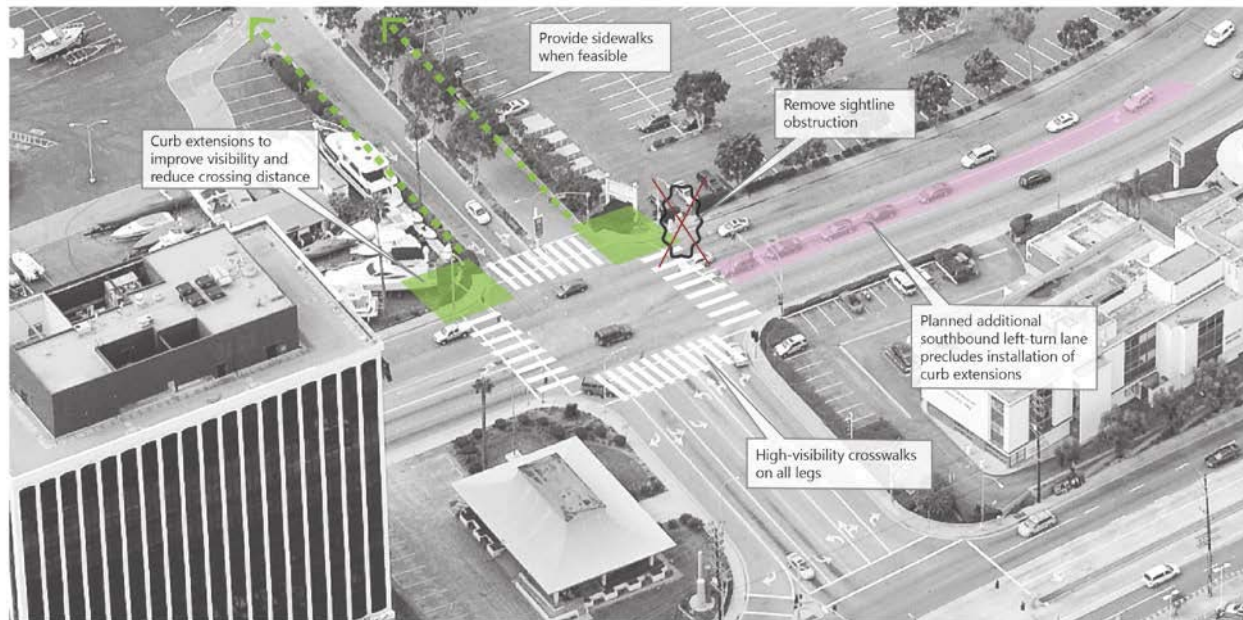 Provide sidewalks
when feasible
Remove sightline
obstruction
Curb extensions to
improve visibility and
reduce crossing distance
Planned additional
southbound left-turn lane
precludes installation of
curb extensions
High-visibility crosswalks
on all legs